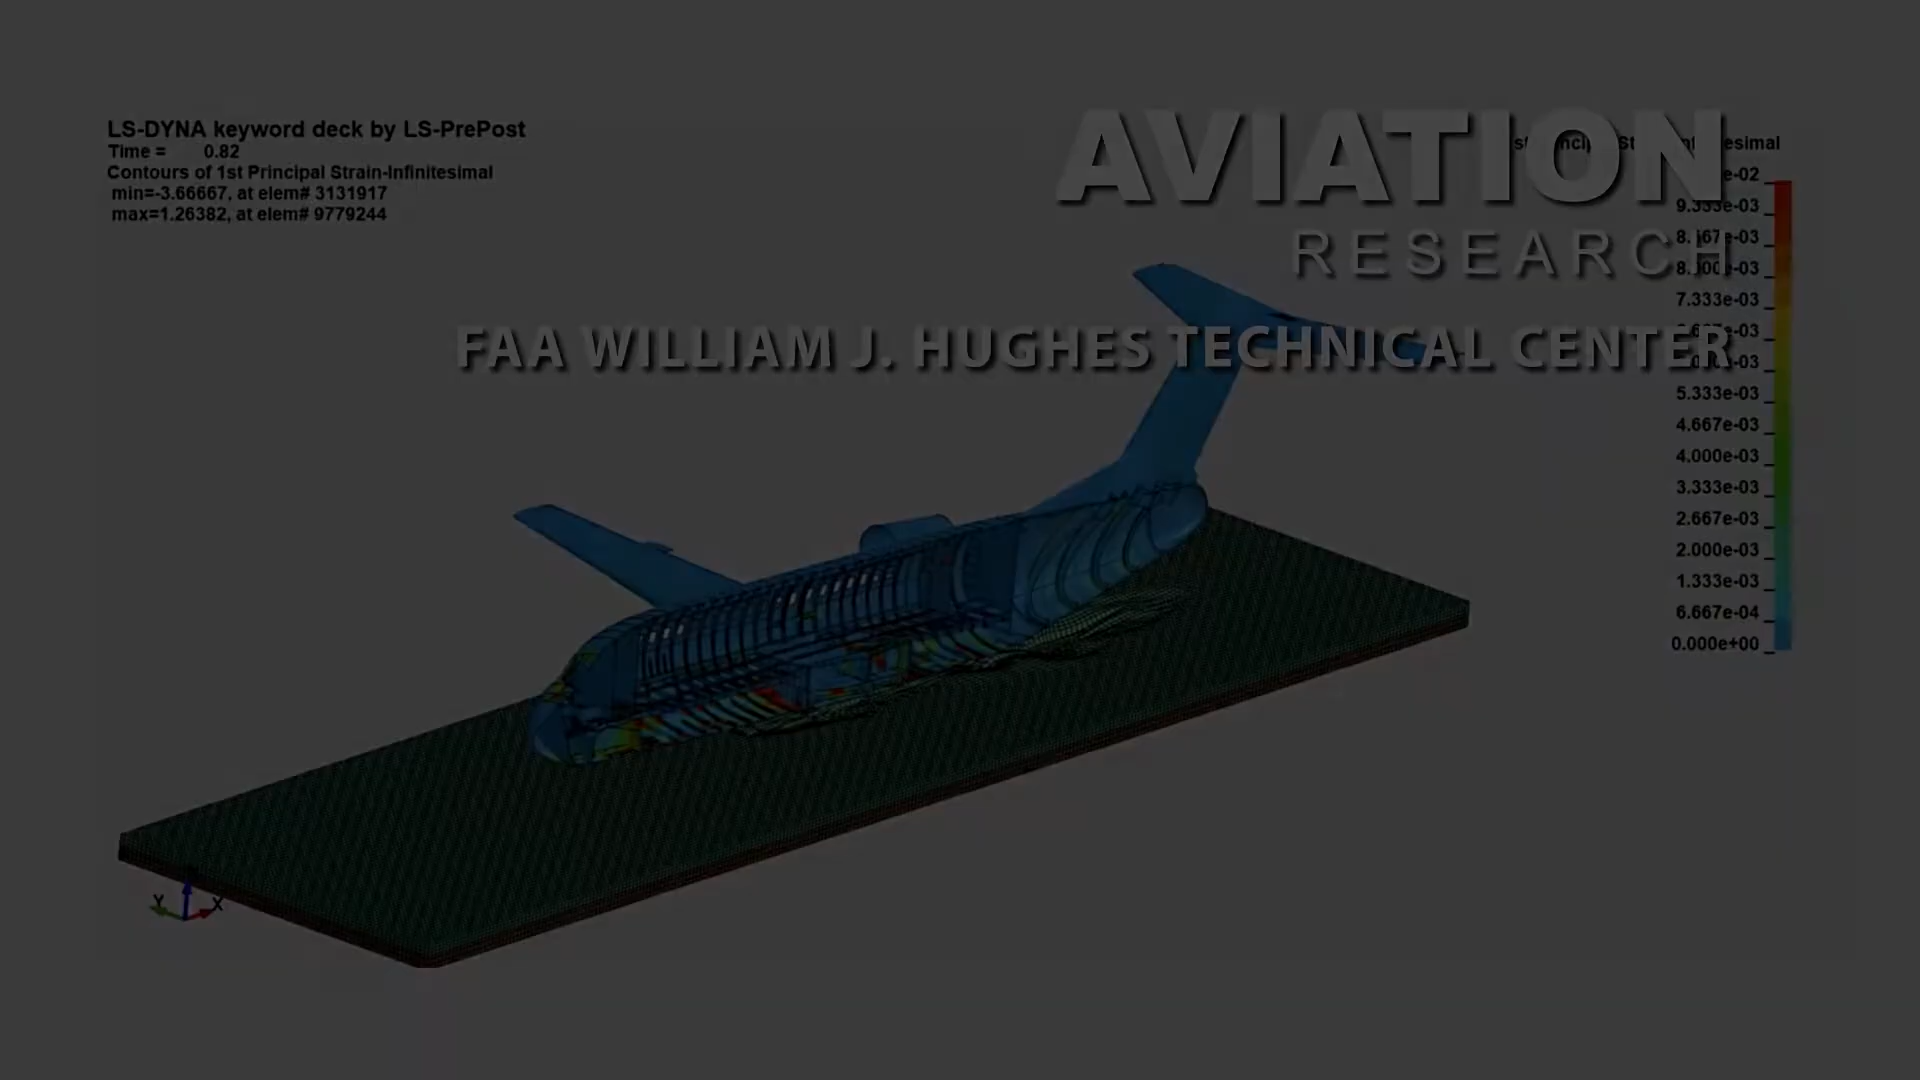 LS-DYNA keyword deck by LS-PrePost
Time = 0.82
Contours of 1st Principal Strain-Infinitesimal
min=-3.66667, at elem# 3131917
max=1.26382, at elem# 9779244
AVIATION
RESEARCH
FAA WILLIAM J. HUGHES TECHNICAL CENTER
9.333e-03
7.333e-03
5.333e-03
4.667e-03
4.000e-03
3.333e-03
2.667e-03
2.000e-03
1.333e-03
6.667e-04
0.000e+00
Y
X